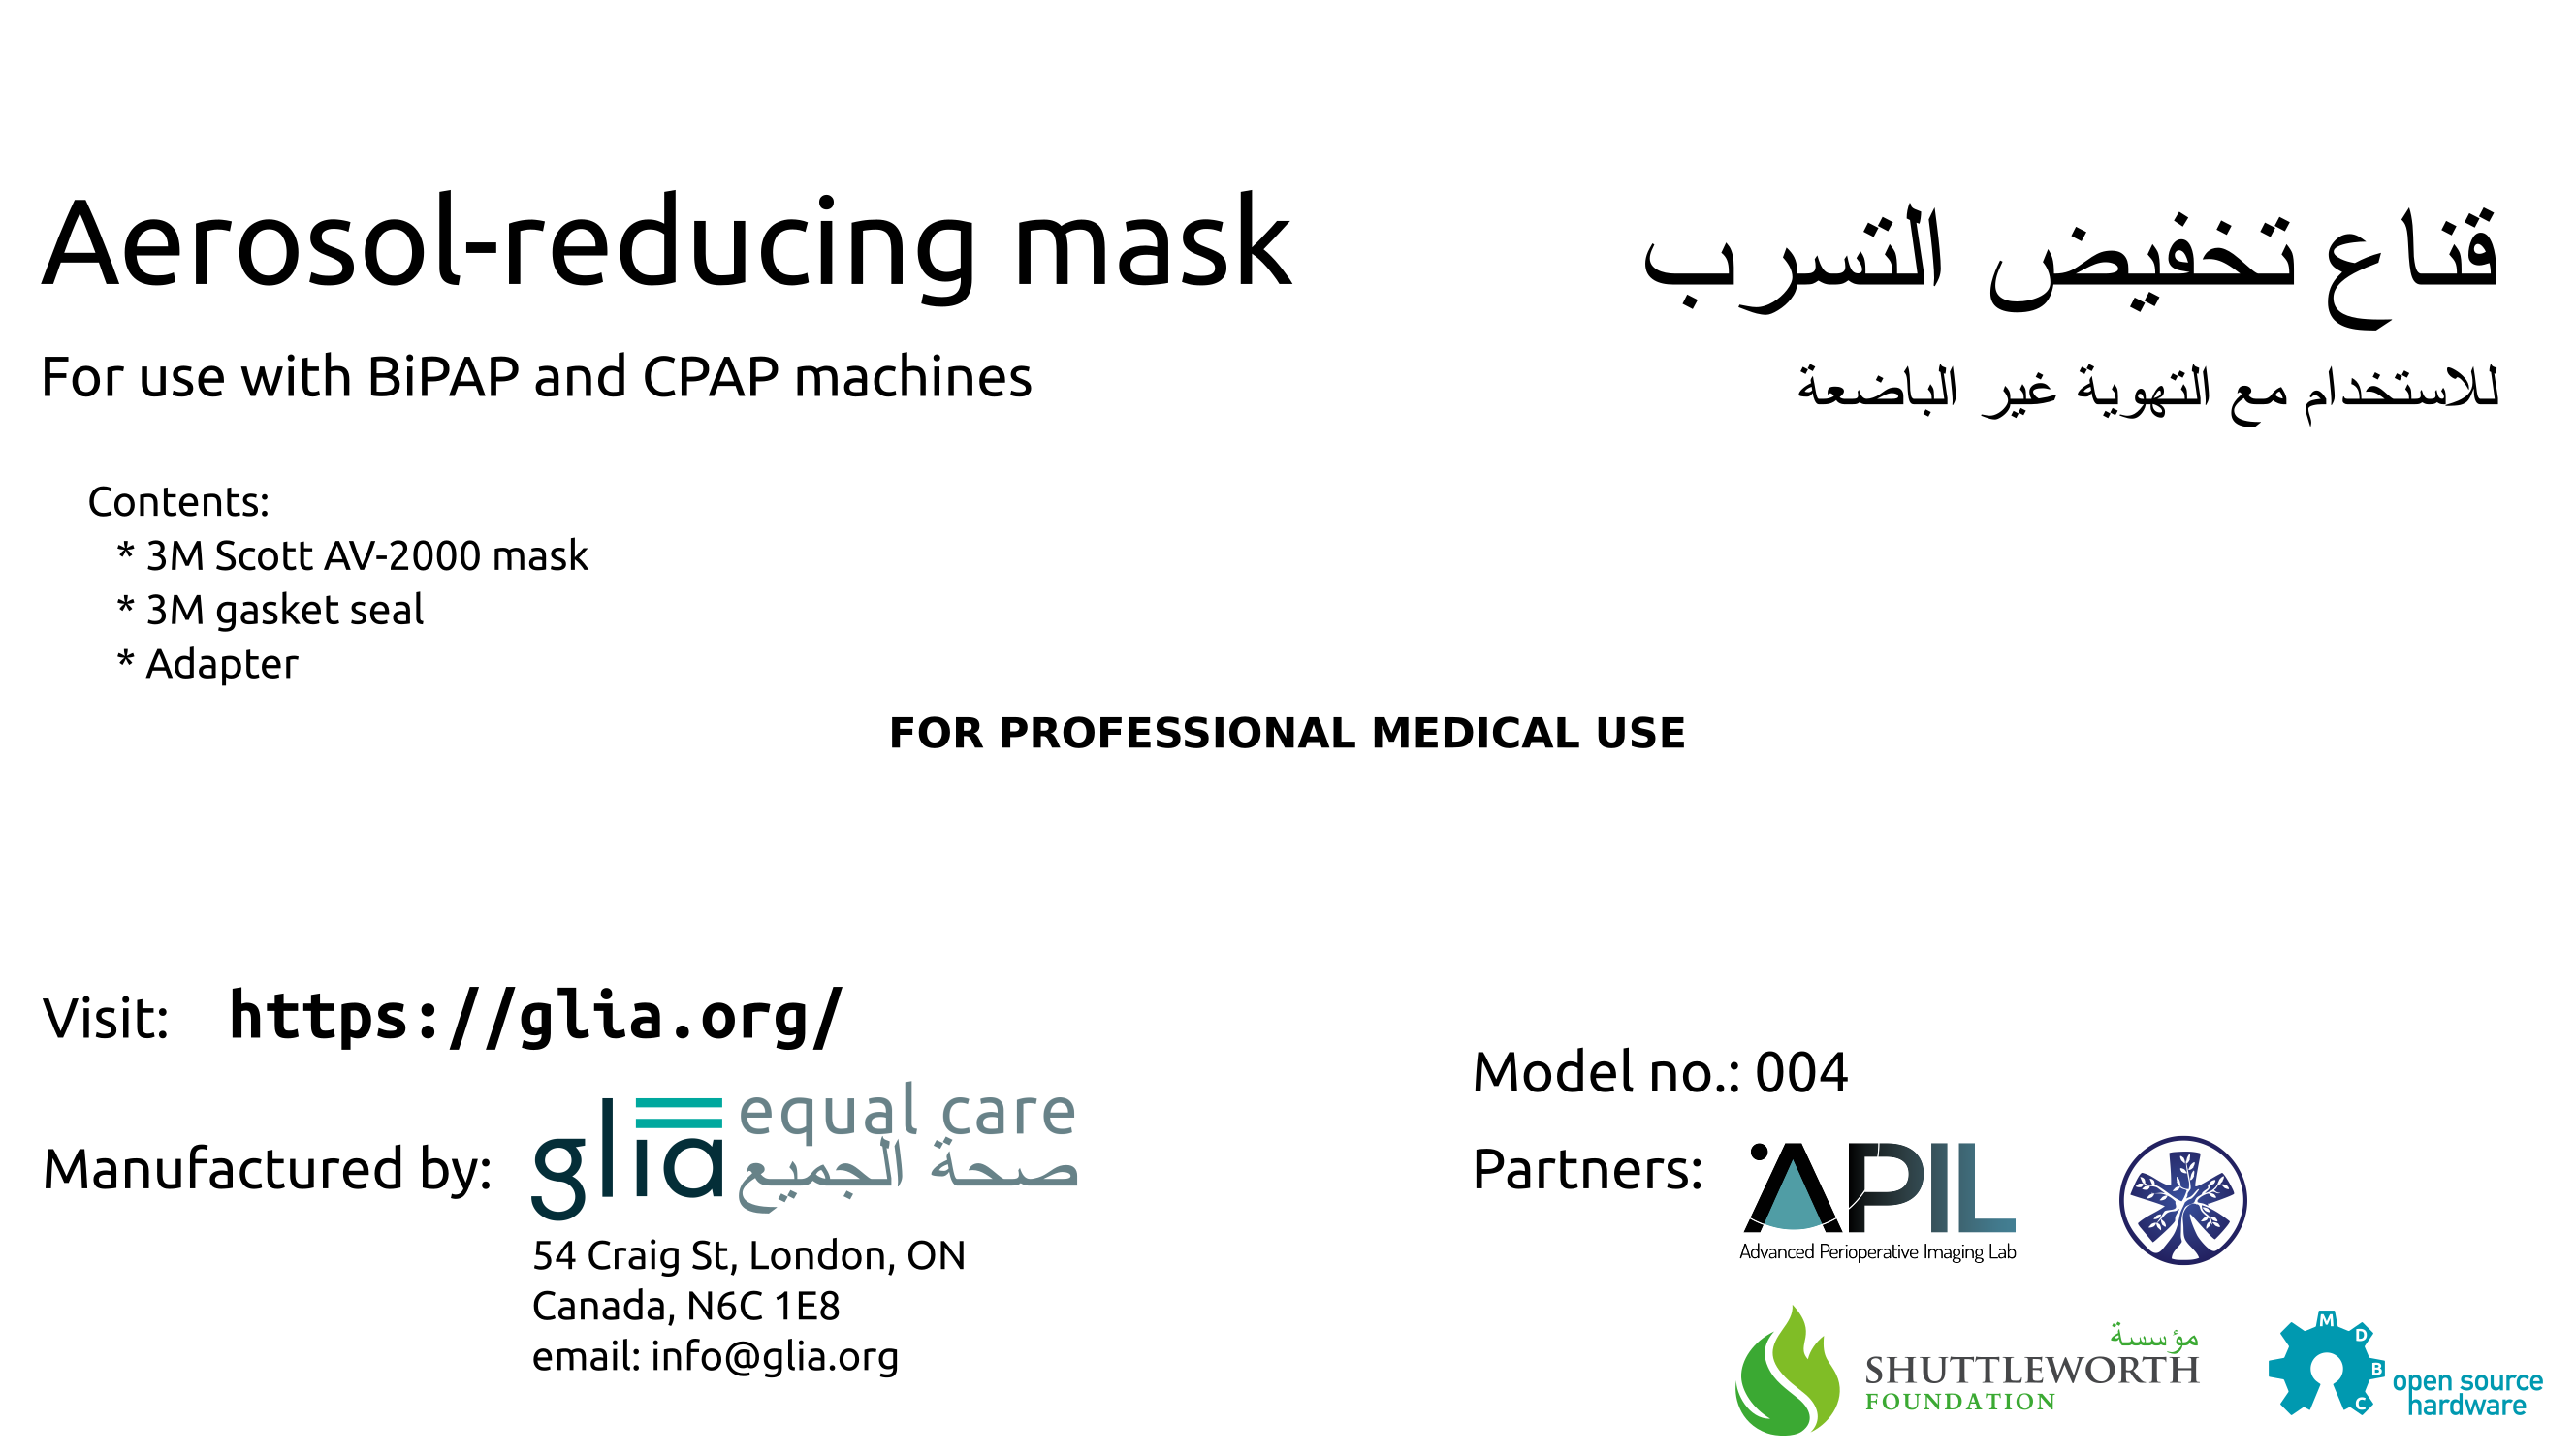 Aerosol-reducing mask
قناع تخفيض التسرب
For use with BiPAP and CPAP machines
للاستخدام مع التهوية غير الباضعة
Contents:
* 3M Scott AV-2000 mask
* 3M gasket seal
* Adapter
FOR PROFESSIONAL MEDICAL USE
Visit: https://glia.org/
Manufactured by:
glia
equal care
صحة الجميع
54 Craig St, London, ON
Canada, N6C 1E8
email: info@glia.org
Model no.: 004
Partners:
APIL
Advanced Perioperative Imaging Lab
مؤسسة
SHUTTLEWORTH
FOUNDATION
M
D
B
C
open source
hardware